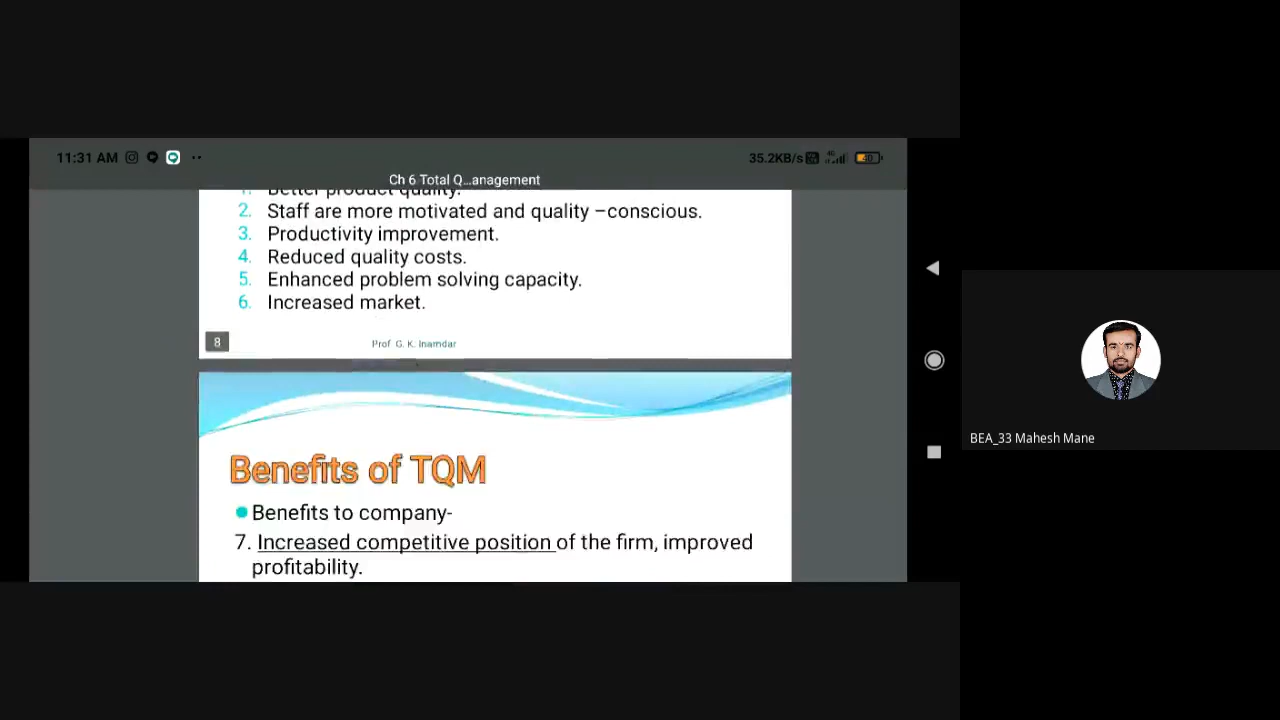 11:31 AM
35.2KB/s 4G 40
Ch 6 Total Q...anagement
1. Better product quality.
2. Staff are more motivated and quality –conscious.
3. Productivity improvement.
4. Reduced quality costs.
5. Enhanced problem solving capacity.
6. Increased market.
8
Prof G. K. Inamdar
Benefits of TQM
Benefits to company-
7. Increased competitive position of the firm, improved
profitability.
BEA_33 Mahesh Mane